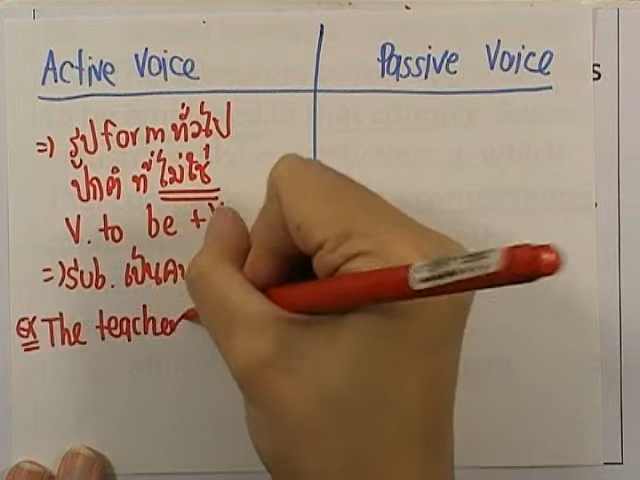 Active Voice
Passive Voice
⇒ รูป form ทั่วไป
ปกติ ที่ ไม่ใช่
V. to be +
⇒ sub. เป็น
Ex The teacher